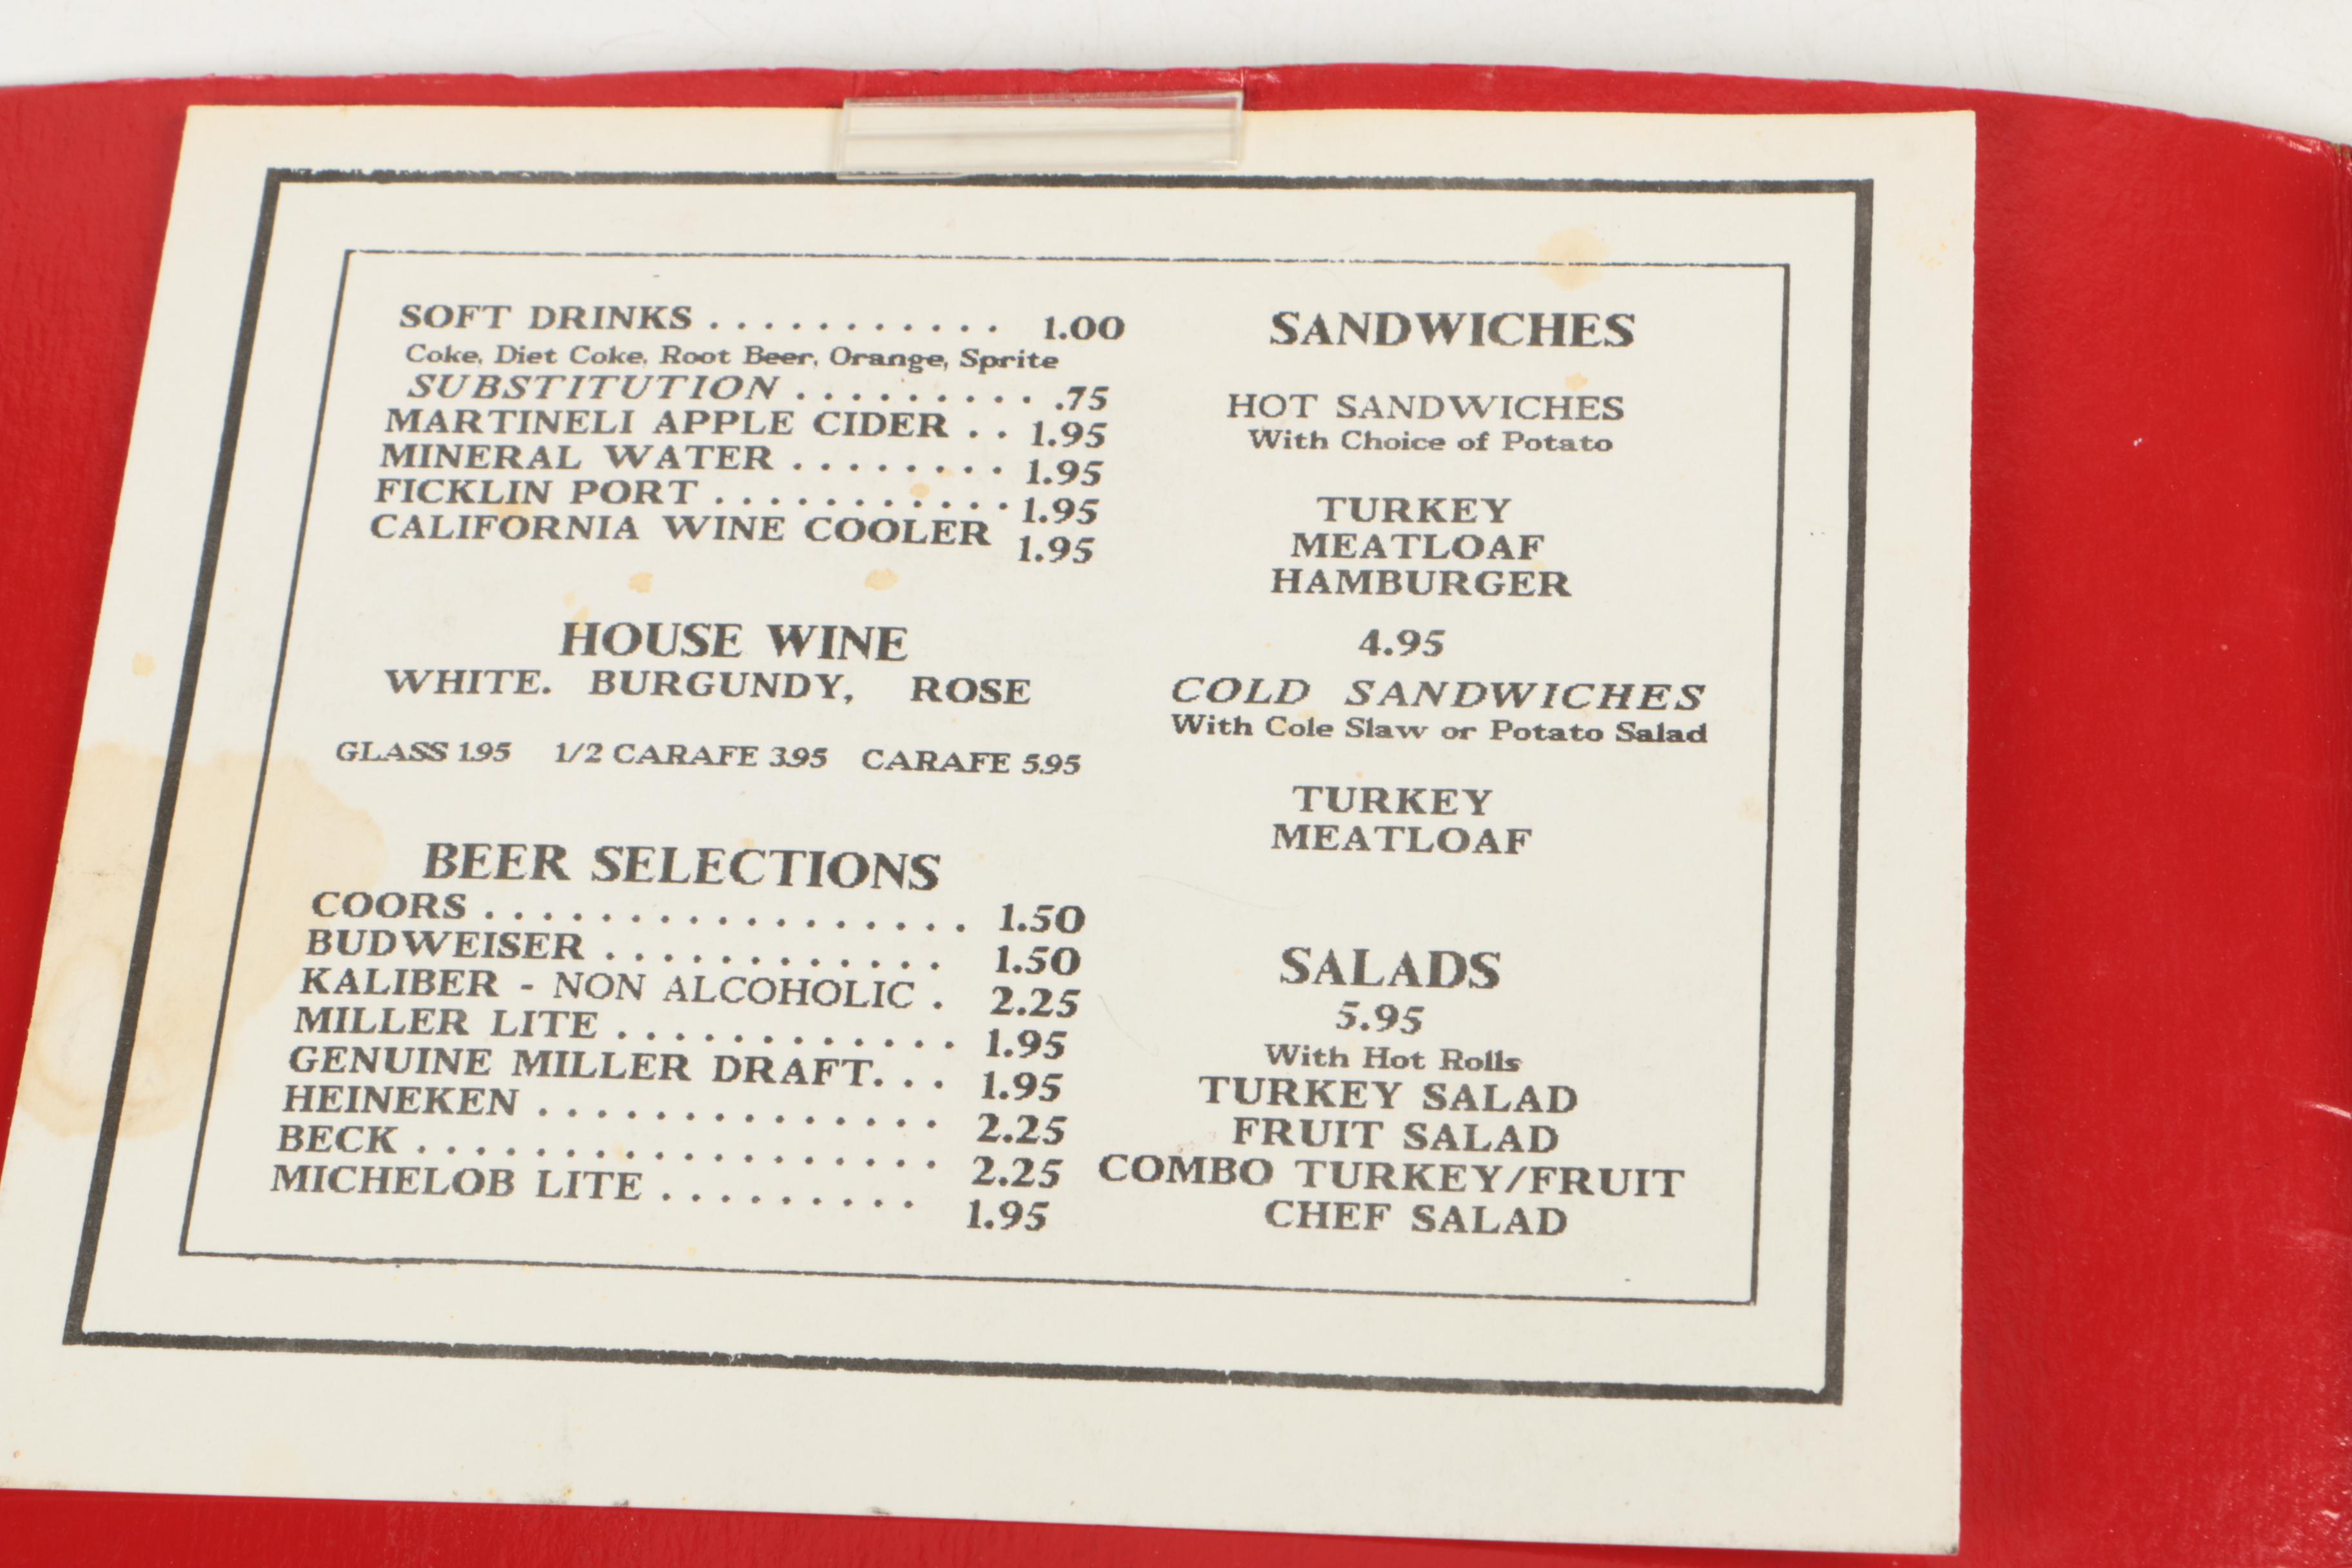 SOFT DRINKS . . . . . . . . . . . 1.00
Coke, Diet Coke, Root Beer, Orange, Sprite
SUBSTITUTION . . . . . . . . . .75
MARTINELI APPLE CIDER . . 1.95
MINERAL WATER . . . . . . . . 1.95
FICKLIN PORT . . . . . . . . . . . 1.95
CALIFORNIA WINE COOLER 1.95
HOUSE WINE
WHITE. BURGUNDY, ROSE
GLASS 1.95 1/2 CARAFE 3.95 CARAFE 5.95
BEER SELECTIONS
COORS . . . . . . . . . . . . . . . . . 1.50
BUDWEISER . . . . . . . . . . . . 1.50
KALIBER - NON ALCOHOLIC . 2.25
MILLER LITE . . . . . . . . . . . . 1.95
GENUINE MILLER DRAFT. . . 1.95
HEINEKEN . . . . . . . . . . . . . . 2.25
BECK . . . . . . . . . . . . . . . . . . 2.25
MICHELOB LITE . . . . . . . . . 1.95
SANDWICHES
HOT SANDWICHES
With Choice of Potato
TURKEY
MEATLOAF
HAMBURGER
4.95
COLD SANDWICHES
With Cole Slaw or Potato Salad
TURKEY
MEATLOAF
SALADS
5.95
With Hot Rolls
TURKEY SALAD
FRUIT SALAD
COMBO TURKEY/FRUIT
CHEF SALAD